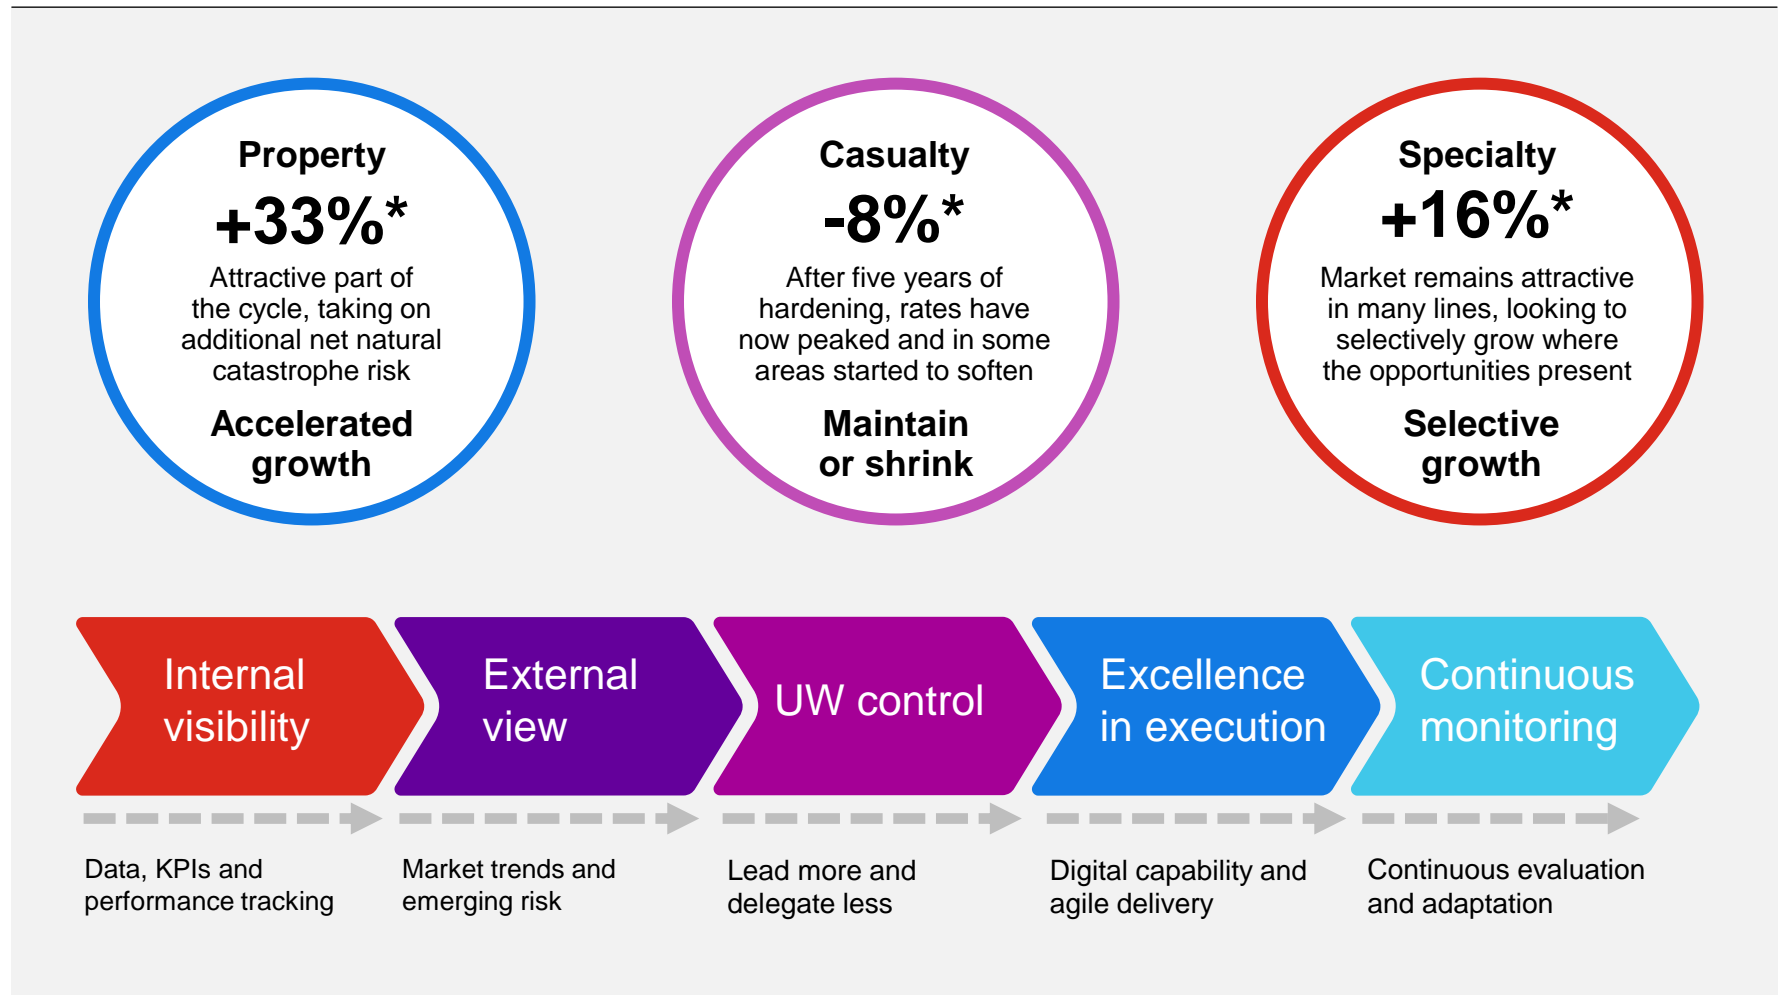 Property
+33%*
Attractive part of
the cycle, taking on
additional net natural
catastrophe risk
Accelerated
growth
Casualty
-8%*
After five years of
hardening, rates have
now peaked and in some
areas started to soften
Maintain
or shrink
Specialty
+16%*
Market remains attractive
in many lines, looking to
selectively grow where
the opportunities present
Selective
growth
Internal
visibility
External
view
UW control
Excellence
in execution
Continuous
monitoring
Data, KPIs and
performance tracking
Market trends and
emerging risk
Lead more and
delegate less
Digital capability and
agile delivery
Continuous evaluation
and adaptation